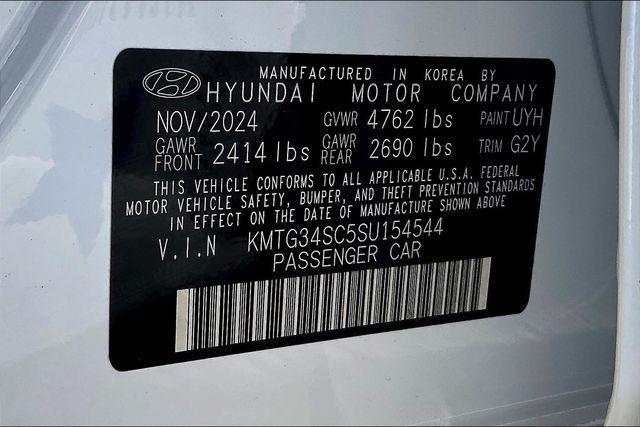 MANUFACTURED IN KOREA BY
HYUNDAI MOTOR COMPANY
NOV/2024 GVWR 4762 lbs PAINT UYH
GAWR FRONT 2414 lbs GAWR REAR 2690 lbs TRIM G2Y
THIS VEHICLE CONFORMS TO ALL APPLICABLE U.S.A. FEDERAL
MOTOR VEHICLE SAFETY, BUMPER, AND THEFT PREVENTION STANDARDS
IN EFFECT ON THE DATE OF MANUFACTURE SHOWN ABOVE
V.I.N KMTG34SC5SU154544
PASSENGER CAR